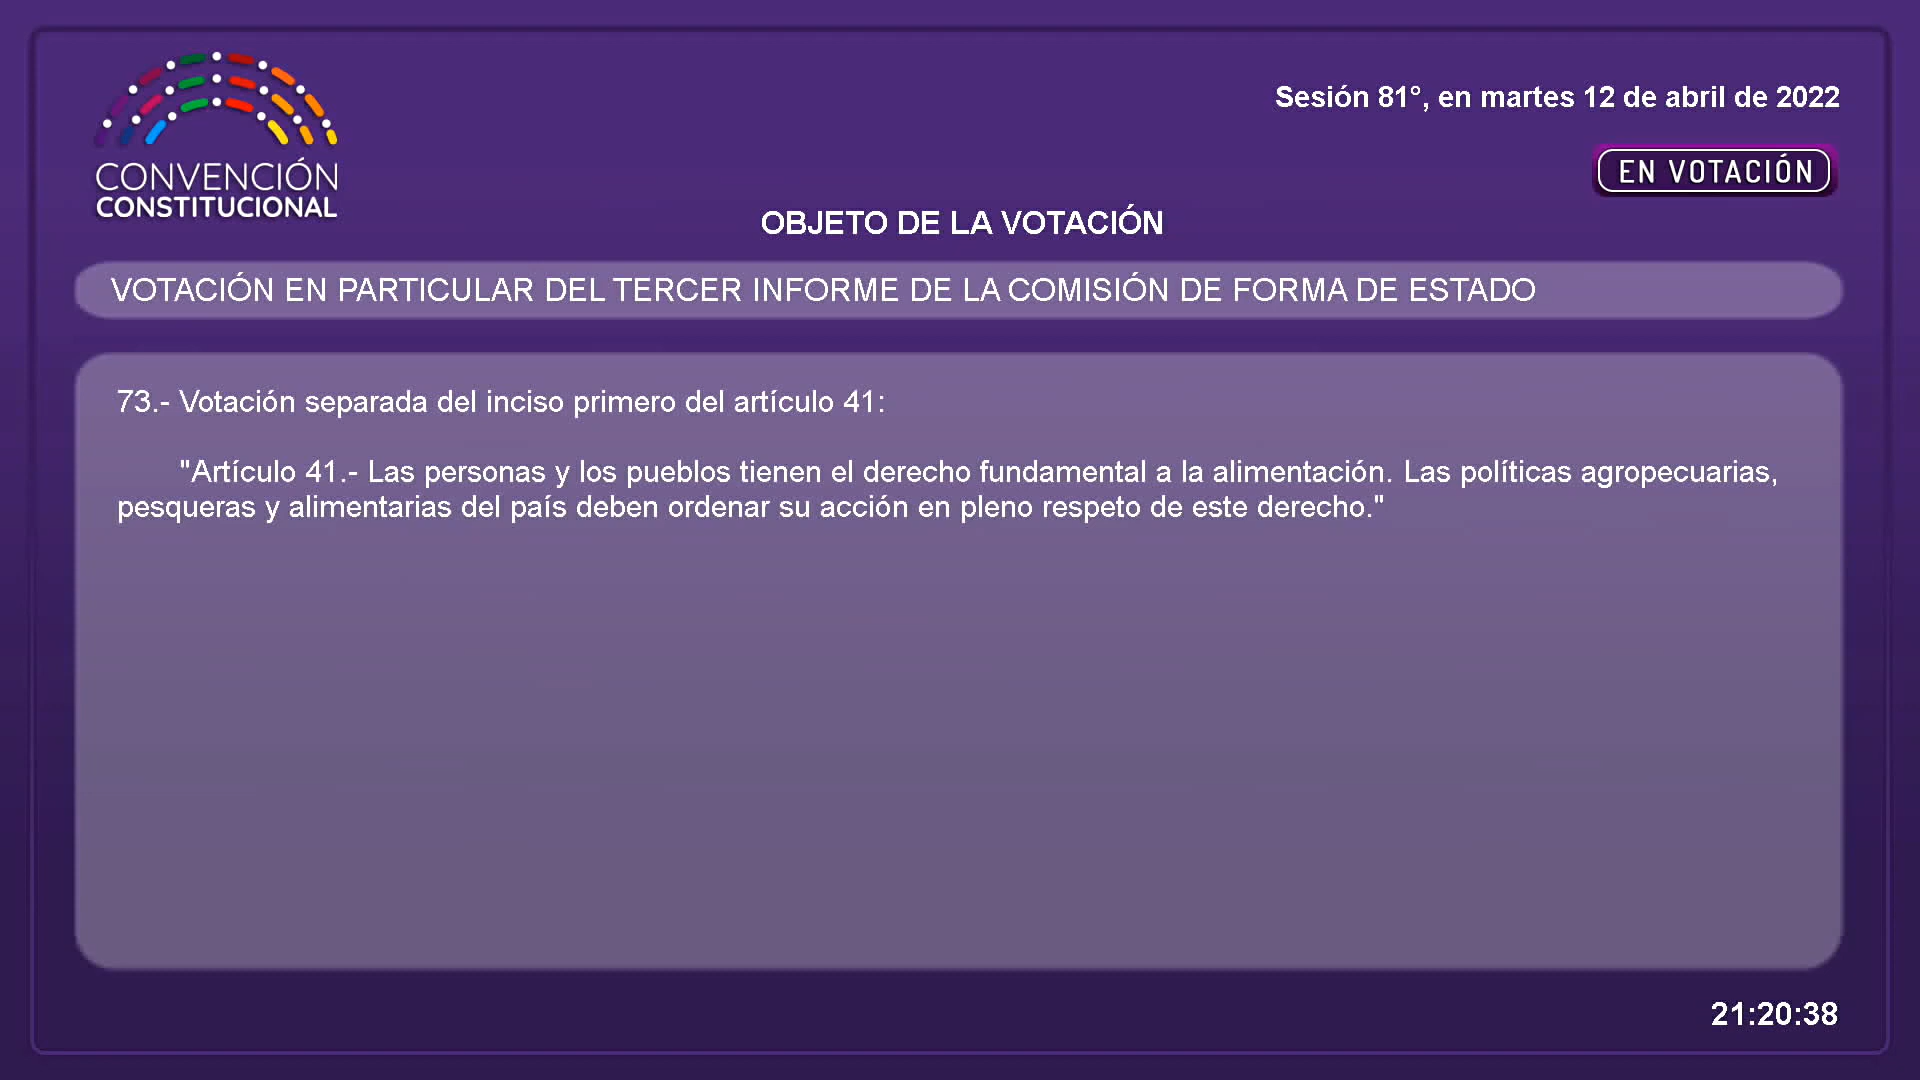 CONVENCIÓN
CONSTITUCIONAL
Sesión 81°, en martes 12 de abril de 2022
EN VOTACIÓN
OBJETO DE LA VOTACIÓN
VOTACIÓN EN PARTICULAR DEL TERCER INFORME DE LA COMISIÓN DE FORMA DE ESTADO
73.- Votación separada del inciso primero del artículo 41:
"Artículo 41.- Las personas y los pueblos tienen el derecho fundamental a la alimentación. Las políticas agropecuarias,
pesqueras y alimentarias del país deben ordenar su acción en pleno respeto de este derecho."
21:20:38